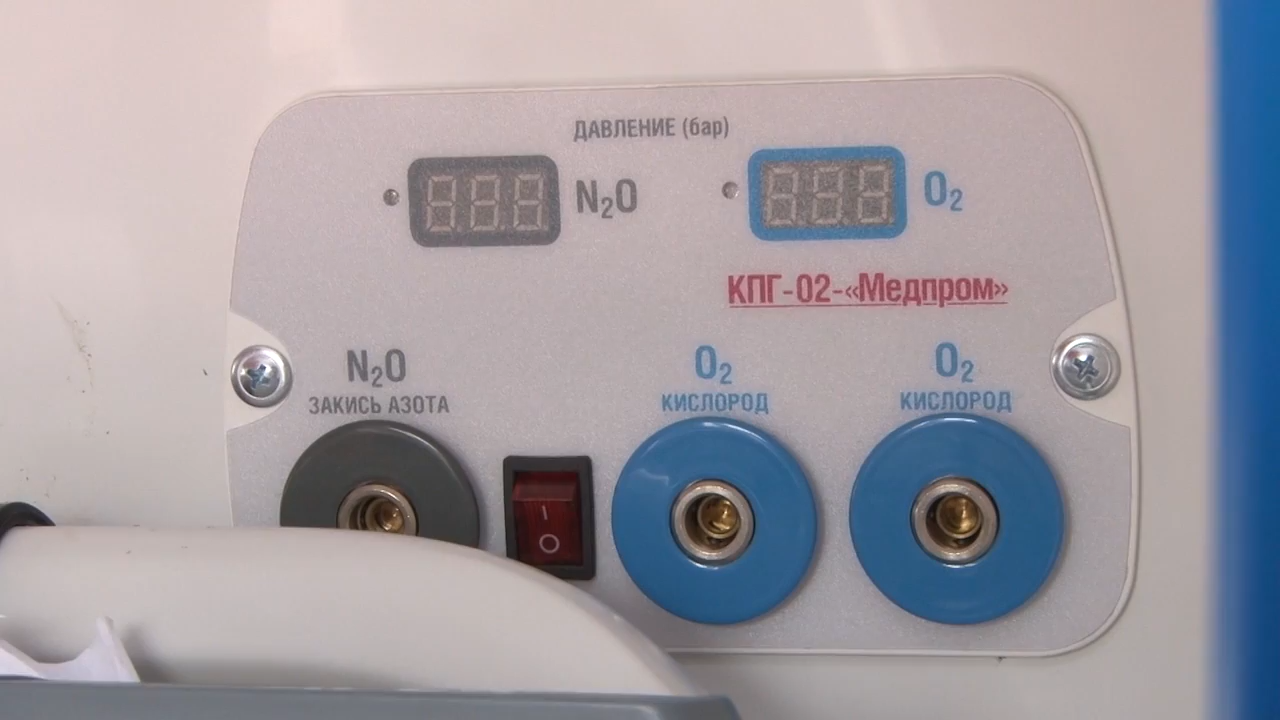 ДАВЛЕНИЕ (бар)
N₂O
O₂
КПГ-02-«Медпром»
N₂O
ЗАКИСЬ АЗОТА
O₂
КИСЛОРОД
O₂
КИСЛОРОД
I
O